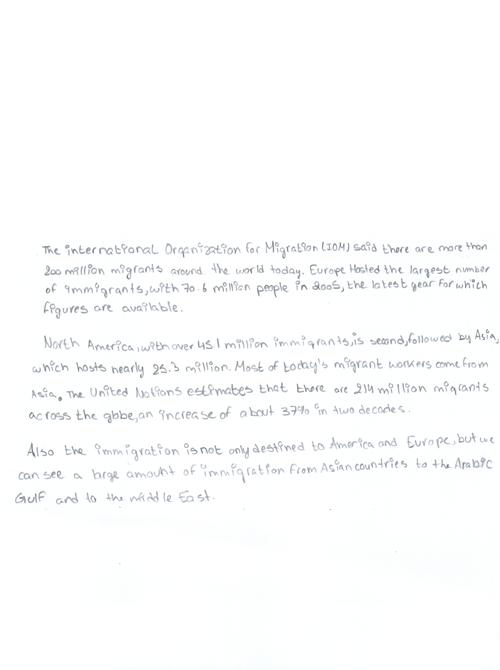 The international Organization for Migration (IOM) said there are more than
200 million migrants around the world today. Europe Hosted the largest number
of immigrants, with 70.6 million people in 2005, the latest year for which
figures are available.
North America, with over 45.1 million immigrants, is second, followed by Asia,
which hosts nearly 25.3 million. Most of today's migrant workers come from
Asia. The United Nations estimates that there are 214 million migrants
across the globe, an increase of about 37% in two decades.
Also the immigration is not only destined to America and Europe, but we
can see a large amount of immigration from Asian countries to the Arabic
Gulf and to the middle East.